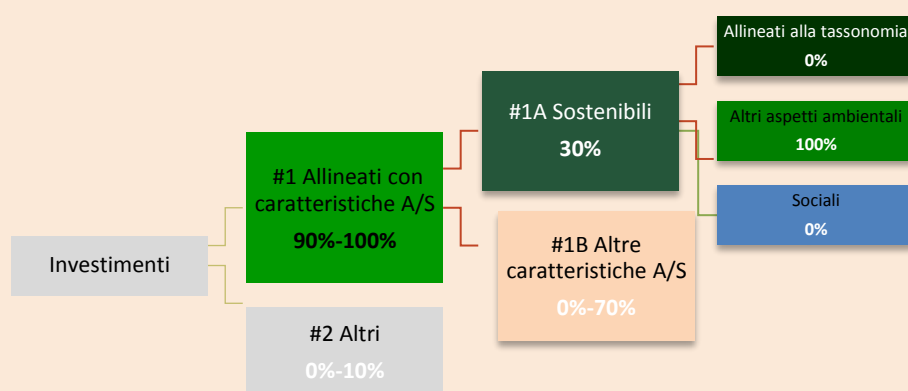 Investimenti
#1 Allineati con
caratteristiche A/S
90%-100%
#2 Altri
0%-10%
#1A Sostenibili
30%
#1B Altre
caratteristiche A/S
0%-70%
Allineati alla tassonomia
0%
Altri aspetti ambientali
100%
Sociali
0%